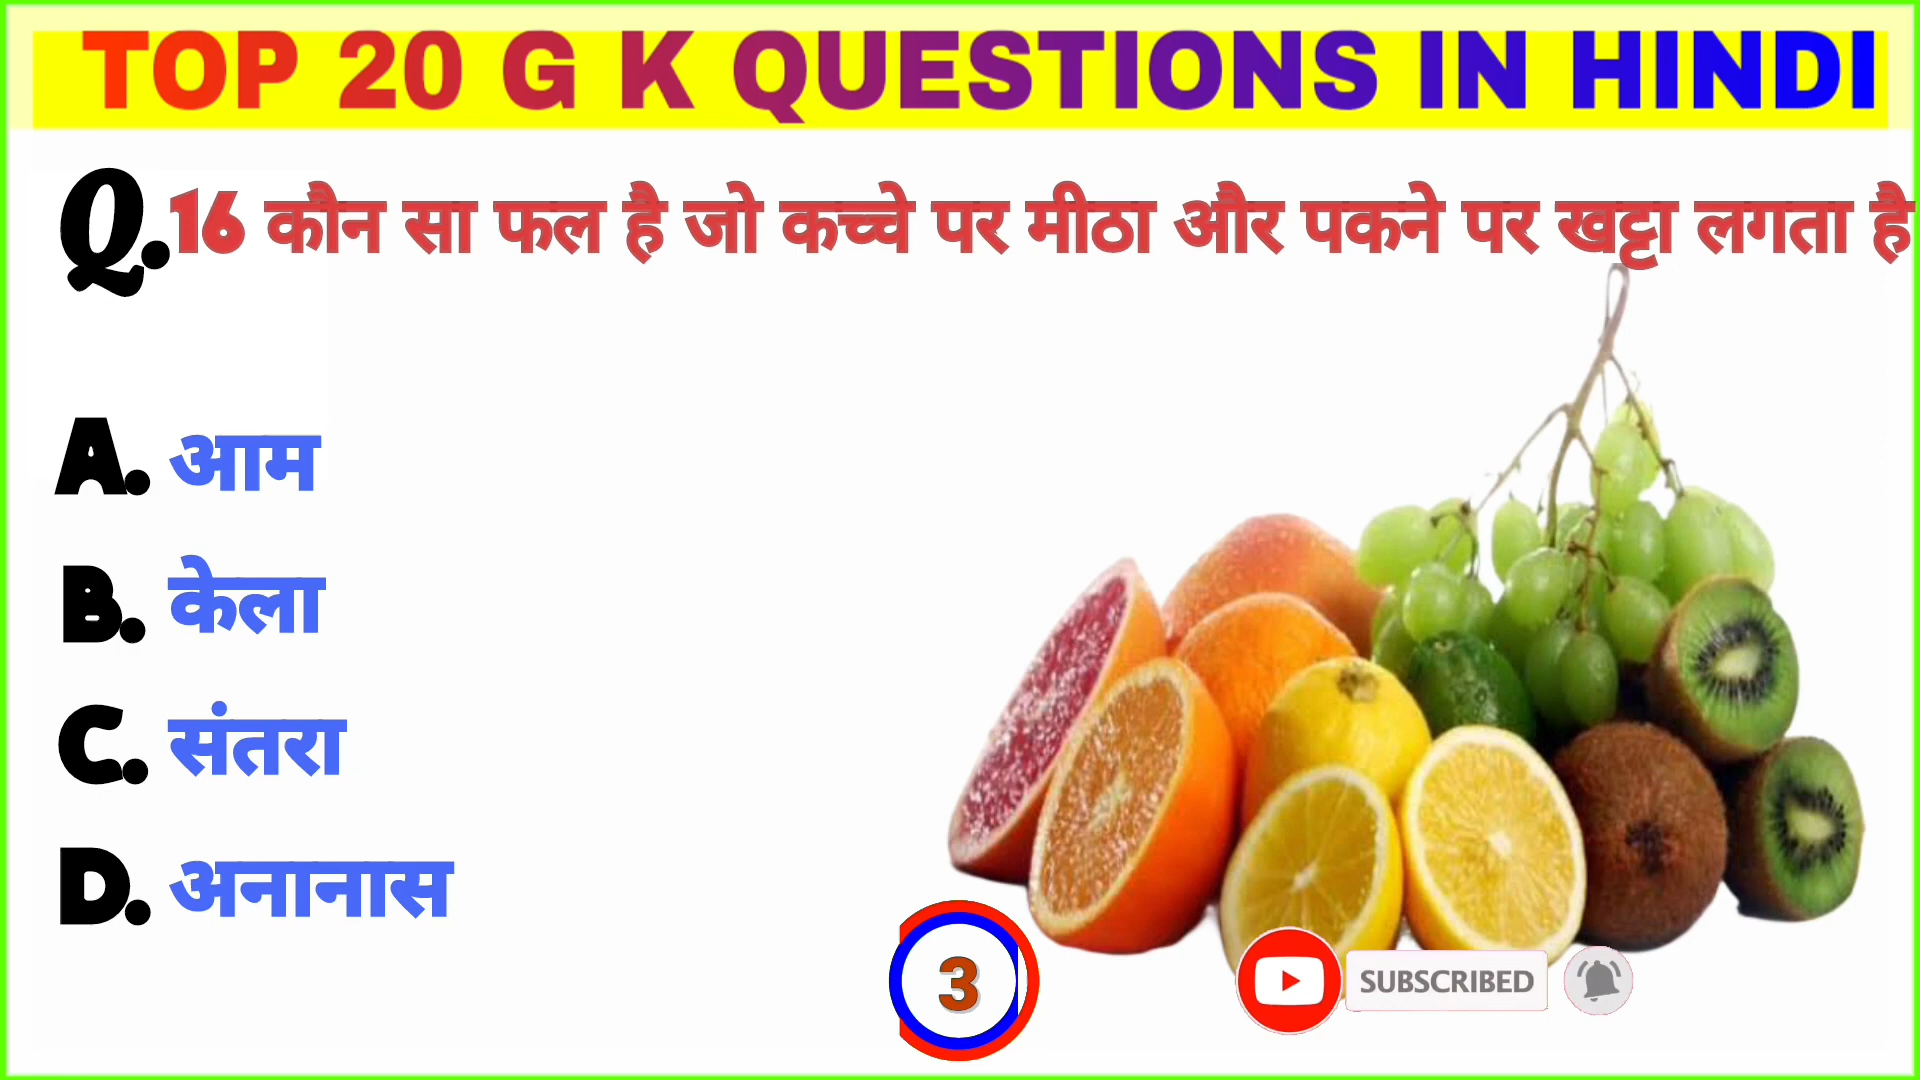 TOP 20 G K QUESTIONS IN HINDI
Q.16 कौन सा फल है जो कच्चे पर मीठा और पकने पर खट्टा लगता है
A. आम
B. केला
C. संतरा
D. अनानास
3
SUBSCRIBED